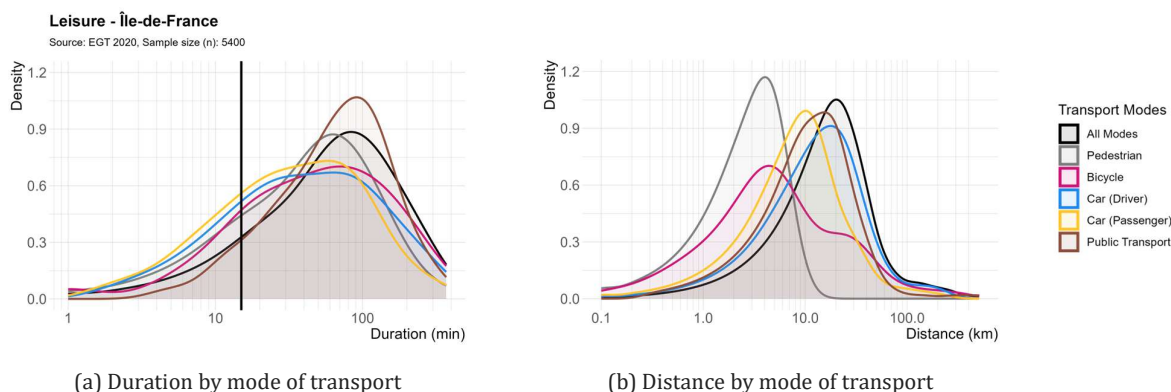 Leisure - Île-de-France
Source: EGT 2020, Sample size (n): 5400
Density
1.2
0.9
0.6
0.3
0.0
1
10
100
Duration (min)
(a) Duration by mode of transport
Density
1.2
0.9
0.6
0.3
0.0
0.1
1.0
10.0
100.0
Distance (km)
(b) Distance by mode of transport
Transport Modes
All Modes
Pedestrian
Bicycle
Car (Driver)
Car (Passenger)
Public Transport